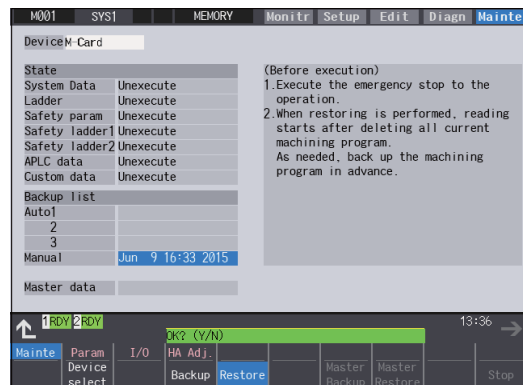 M001 SYS1 MEMORY Monitr Setup Edit Diagn Mainte
Device M-Card
State
System Data Unexecute
Ladder Unexecute
Safety param Unexecute
Safety ladder1 Unexecute
Safety ladder2 Unexecute
APLC data Unexecute
Custom data Unexecute
Backup list
Auto1
2
3
Manual Jun 9 16:33 2015
Master data
(Before execution)
1.Execute the emergency stop to the
operation.
2.When restoring is performed, reading
starts after deleting all current
machining program.
As needed, back up the machining
program in advance.
1RDY 2RDY 13:36
OK? (Y/N)
Mainte Param I/O HA Adj.
Device
select Backup Restore Master
Backup Master
Restore Stop